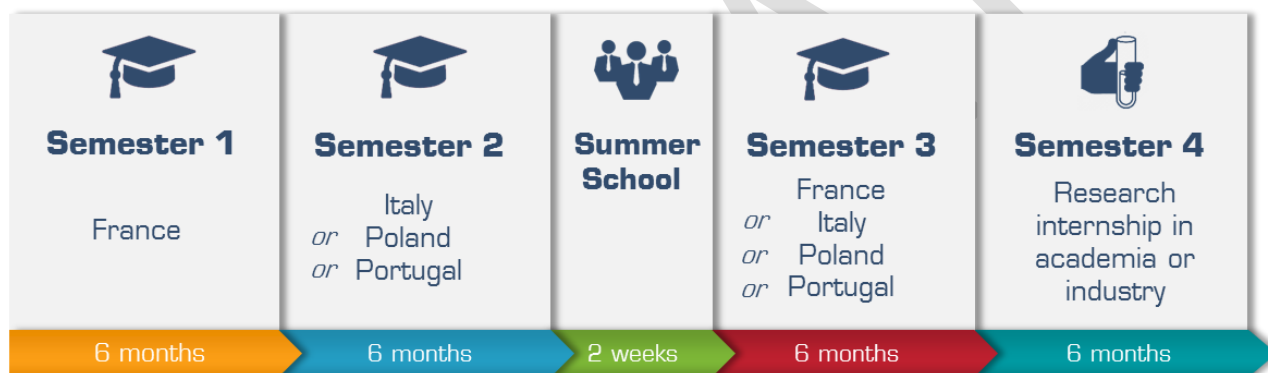 Semester 1
France
6 months
Semester 2
Italy
or Poland
or Portugal
6 months
Summer
School
2 weeks
Semester 3
France
or Italy
or Poland
or Portugal
6 months
Semester 4
Research
internship in
academia or
industry
6 months